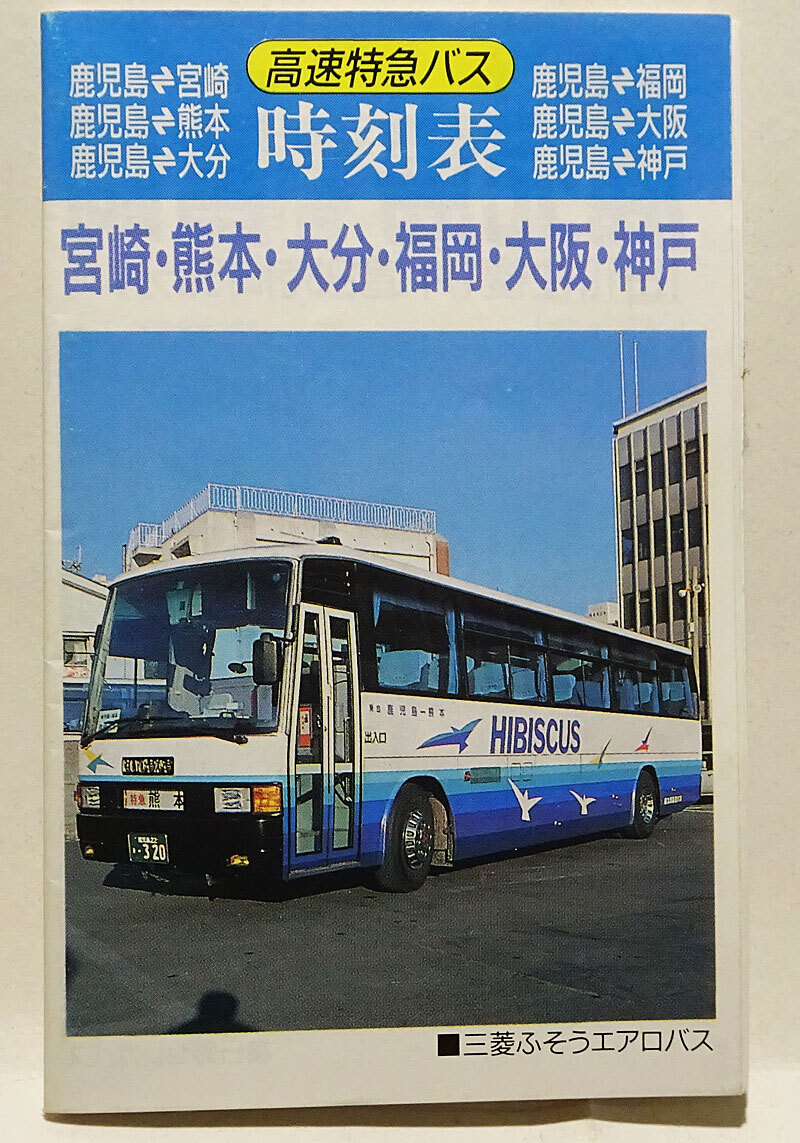 高速特急バス
時刻表
鹿児島⇌宮崎
鹿児島⇌熊本
鹿児島⇌大分
鹿児島⇌福岡
鹿児島⇌大阪
鹿児島⇌神戸
宮崎・熊本・大分・福岡・大阪・神戸
鹿児島ー熊本
出入口
HIBISCUS
特急 熊本
・320
■三菱ふそうエアロバス